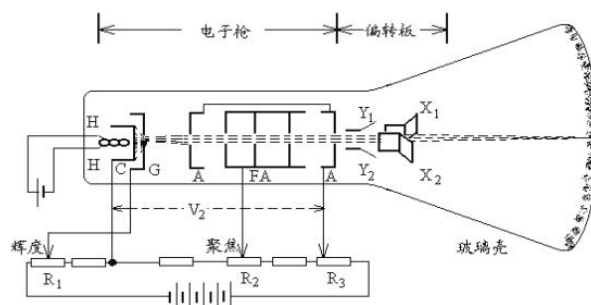 电子枪 偏转板
H Y1 X1
H C G A FA A Y2 X2
V2
辉度 聚焦 玻璃壳
R1 R2 R3